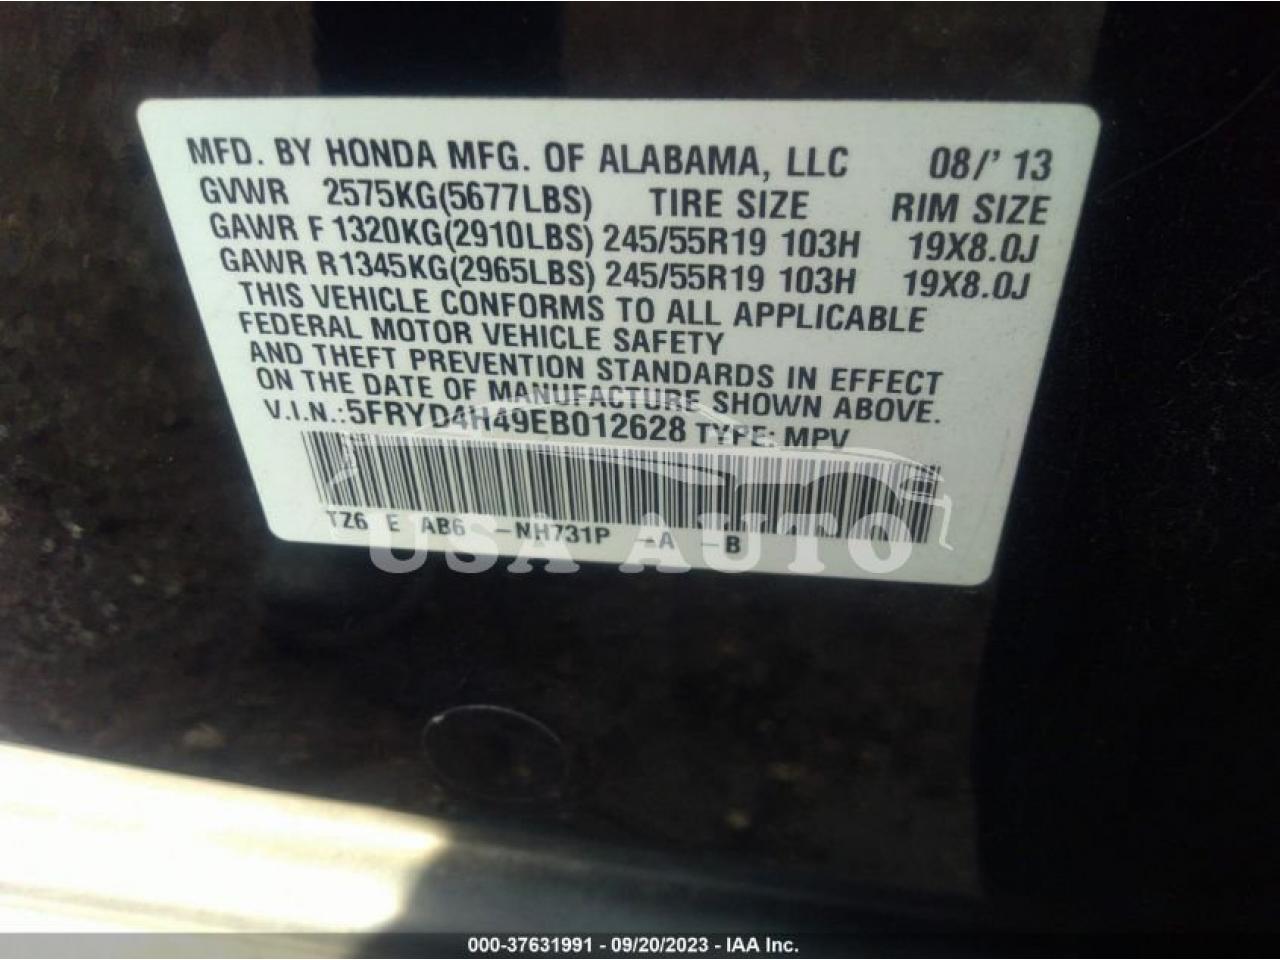 MFD. BY HONDA MFG. OF ALABAMA, LLC 08/' 13
GVWR 2575KG(5677LBS) TIRE SIZE RIM SIZE
GAWR F 1320KG(2910LBS) 245/55R19 103H 19X8.0J
GAWR R1345KG(2965LBS) 245/55R19 103H 19X8.0J
THIS VEHICLE CONFORMS TO ALL APPLICABLE
FEDERAL MOTOR VEHICLE SAFETY
AND THEFT PREVENTION STANDARDS IN EFFECT
ON THE DATE OF MANUFACTURE SHOWN ABOVE.
V.I.N.:5FRYD4H49EB012628 TYPE: MPV
TZ6 E AB6 -NH731P -A -B
USA AUTO
000-37631991 - 09/20/2023 - IAA Inc.